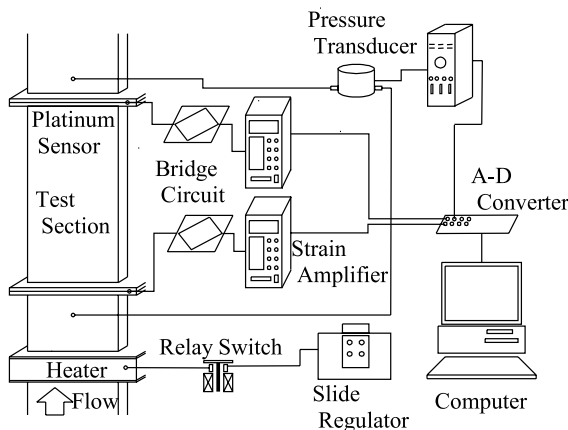 Pressure
Transducer
Platinum
Sensor
Bridge
Circuit
A-D
Converter
Test
Section
Strain
Amplifier
Relay Switch
Heater
Flow
Slide
Regulator
Computer